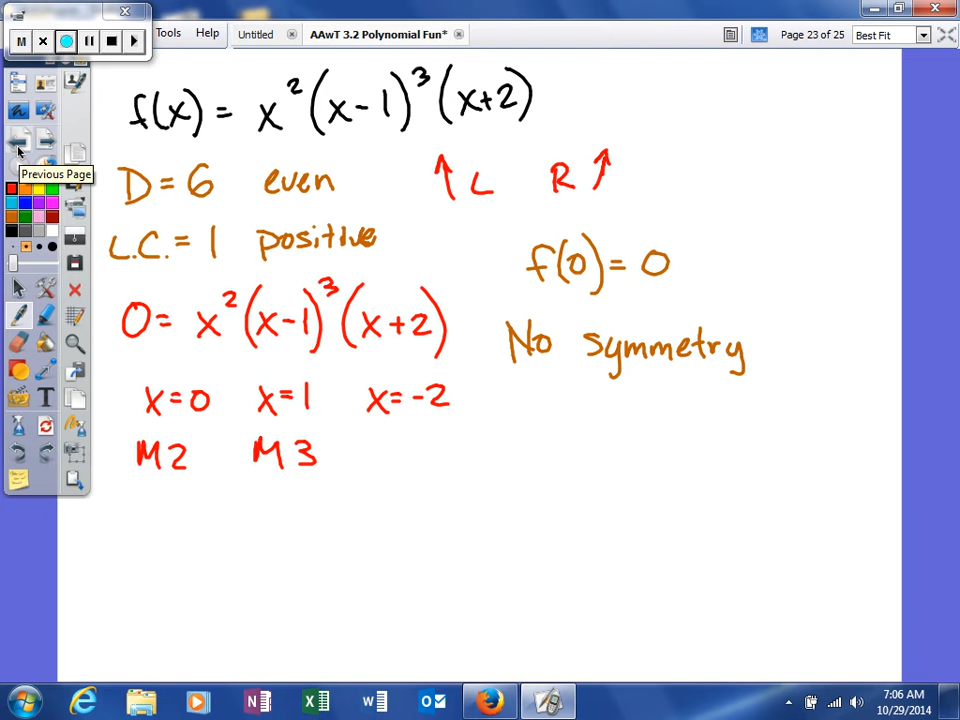 M
Tools Help Untitled AAwT 3.2 Polynomial Fun* Page 23 of 25 Best Fit
f(x) = x²(x-1)³(x+2)
Previous Page
D = 6 even L R
L.C. = 1 positive
f(0) = 0
0 = x²(x-1)³(x+2)
No symmetry
x=0 x=1 x=-2
M2 M3
7:06 AM
10/29/2014